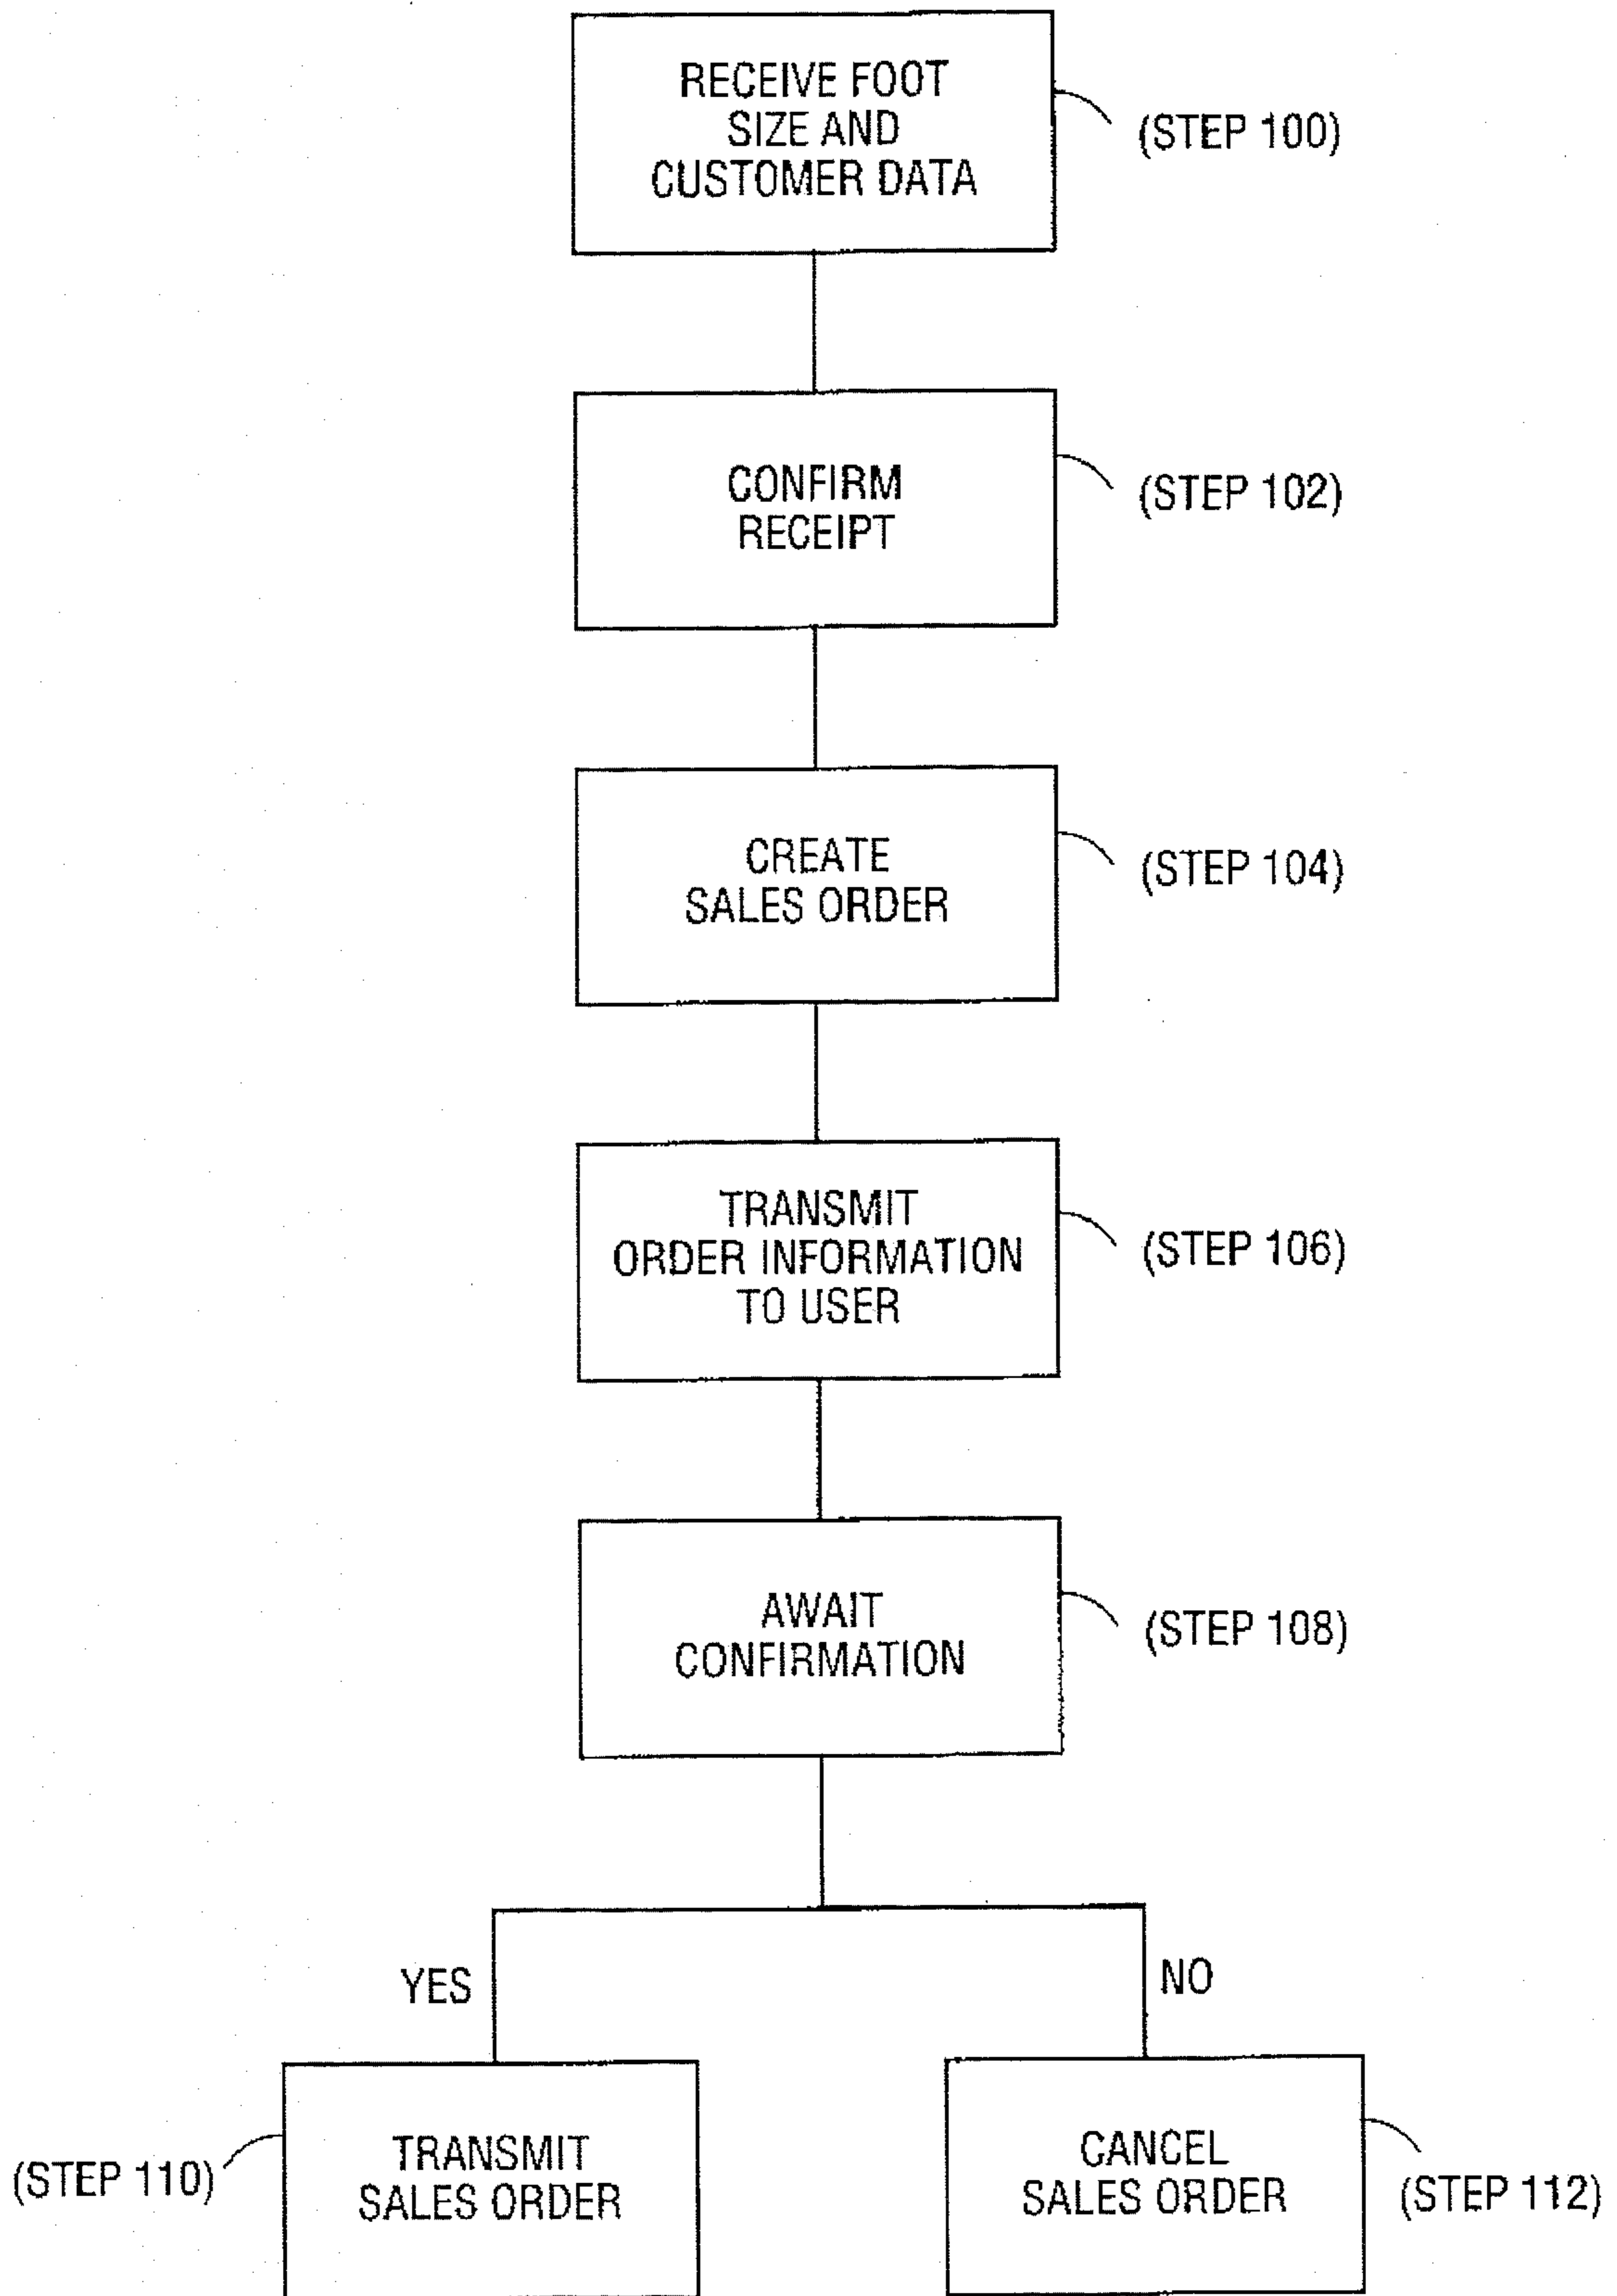 RECEIVE FOOT
SIZE AND
CUSTOMER DATA
(STEP 100)
CONFIRM
RECEIPT
(STEP 102)
CREATE
SALES ORDER
(STEP 104)
TRANSMIT
ORDER INFORMATION
TO USER
(STEP 106)
AWAIT
CONFIRMATION
(STEP 108)
YES
NO
(STEP 110)
TRANSMIT
SALES ORDER
CANCEL
SALES ORDER
(STEP 112)